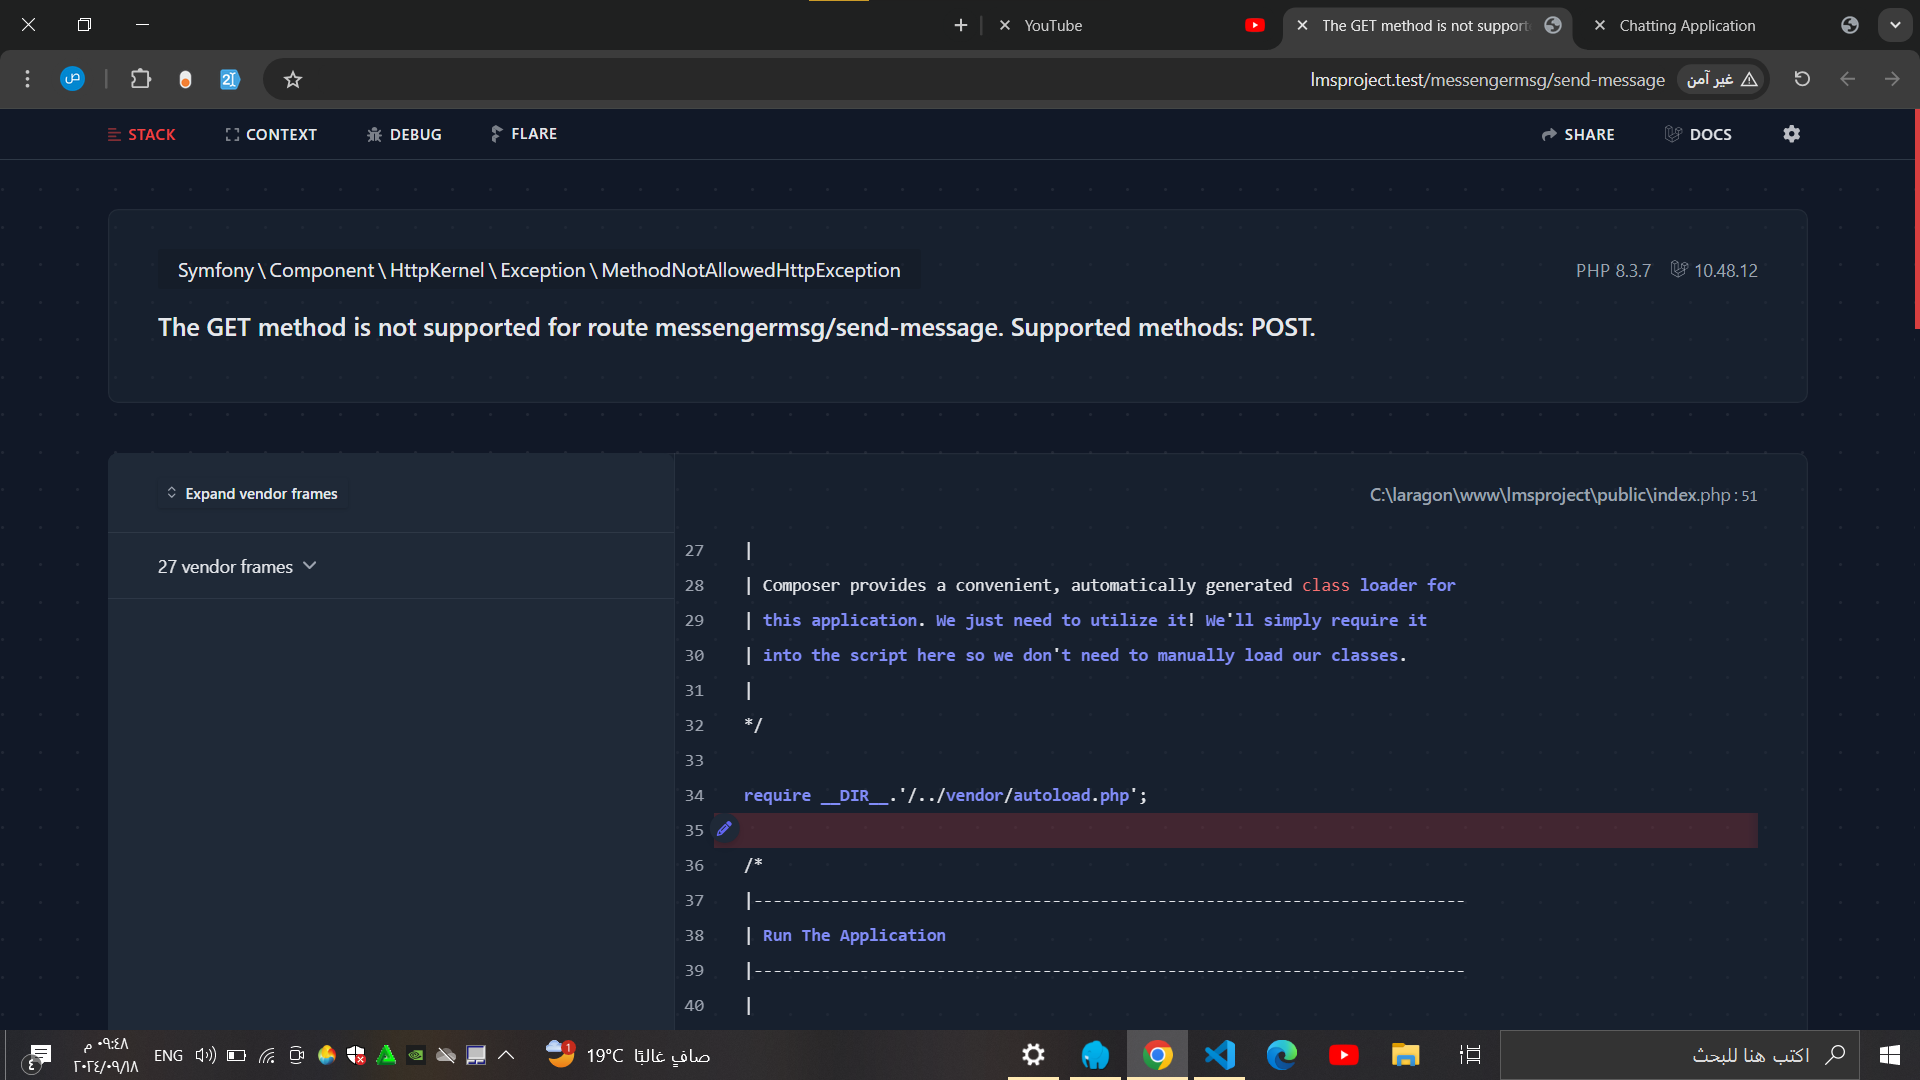 YouTube
The GET method is not support
Chatting Application
ص
lmsproject.test/messengermsg/send-message
غير آمن
STACK
CONTEXT
DEBUG
FLARE
SHARE
DOCS
Symfony\Component\HttpKernel\Exception\MethodNotAllowedHttpException
PHP 8.3.7
10.48.12
The GET method is not supported for route messengermsg/send-message. Supported methods: POST.
Expand vendor frames
27 vendor frames
C:\laragon\www\lmsproject\public\index.php:51
27 |
28 | Composer provides a convenient, automatically generated class loader for
29 | this application. We just need to utilize it! We'll simply require it
30 | into the script here so we don't need to manually load our classes.
31 |
32 */
33
34 require __DIR__.'/../vendor/autoload.php';
35
36 /*
37 |--------------------------------------------------------------------------
38 | Run The Application
39 |--------------------------------------------------------------------------
40 |
٤
٠٩:٤٨ م
٢٠٢٤/٠٩/١٨
ENG
1
19°C صافٍ غالبًا
اكتب هنا للبحث